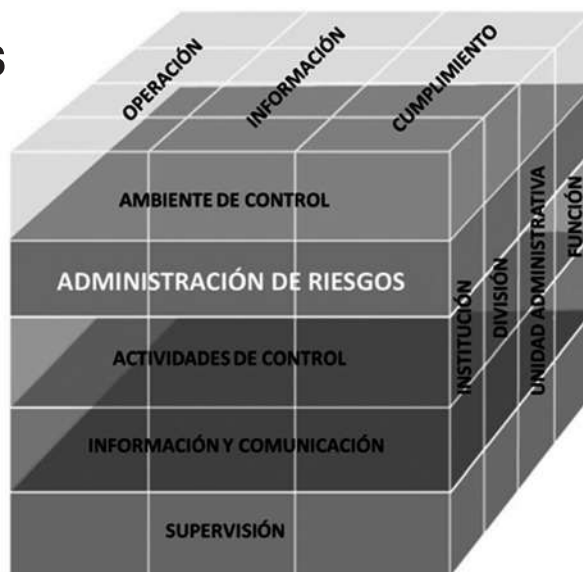 S
OPERACIÓN
INFORMACIÓN
CUMPLIMIENTO
AMBIENTE DE CONTROL
ADMINISTRACIÓN DE RIESGOS
ACTIVIDADES DE CONTROL
INFORMACIÓN Y COMUNICACIÓN
SUPERVISIÓN
INSTITUCIÓN
DIVISIÓN
UNIDAD ADMINISTRATIVA
FUNCIÓN